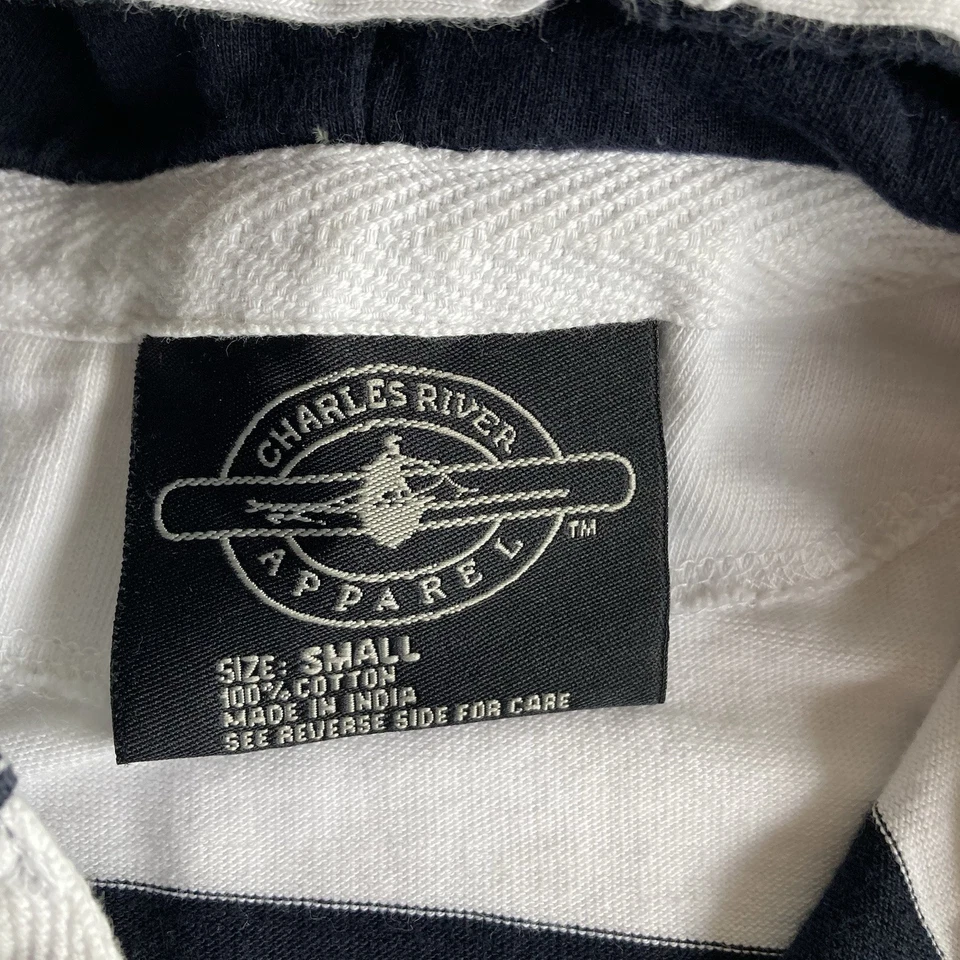 CHARLES RIVER
APPAREL
TM
SIZE: SMALL
100% COTTON
MADE IN INDIA
SEE REVERSE SIDE FOR CARE